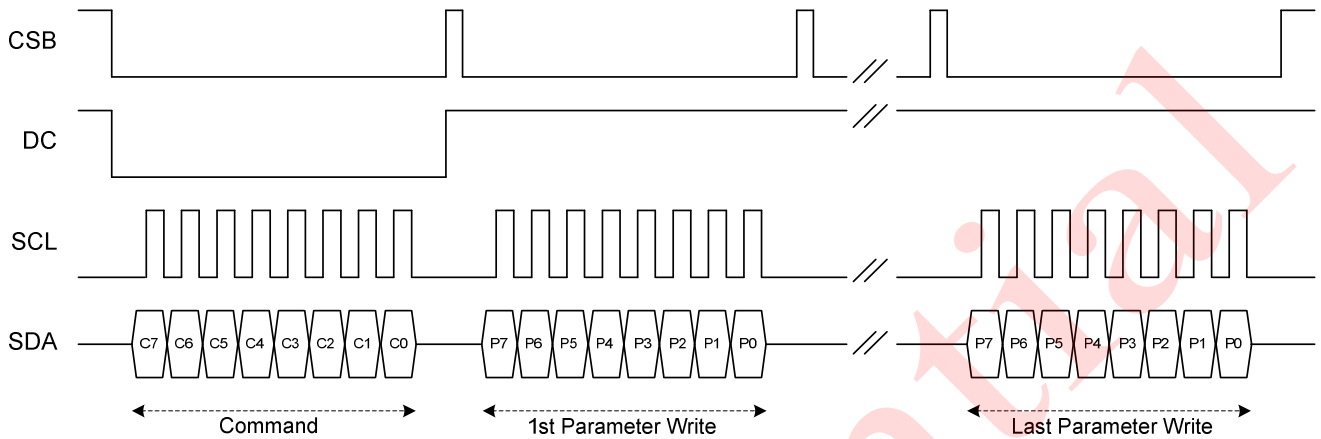 CSB
DC
SCL
SDA
C7 C6 C5 C4 C3 C2 C1 C0 P7 P6 P5 P4 P3 P2 P1 P0 P7 P6 P5 P4 P3 P2 P1 P0
Command 1st Parameter Write Last Parameter Write